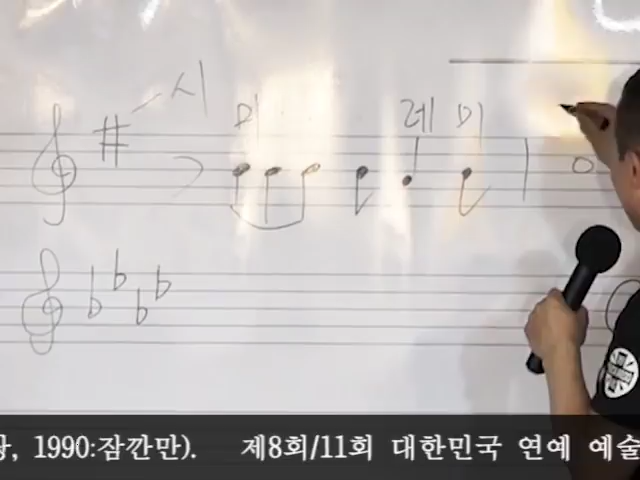 시
미 레 미
, 1990:잠깐만). 제8회/11회 대한민국 연예 예술